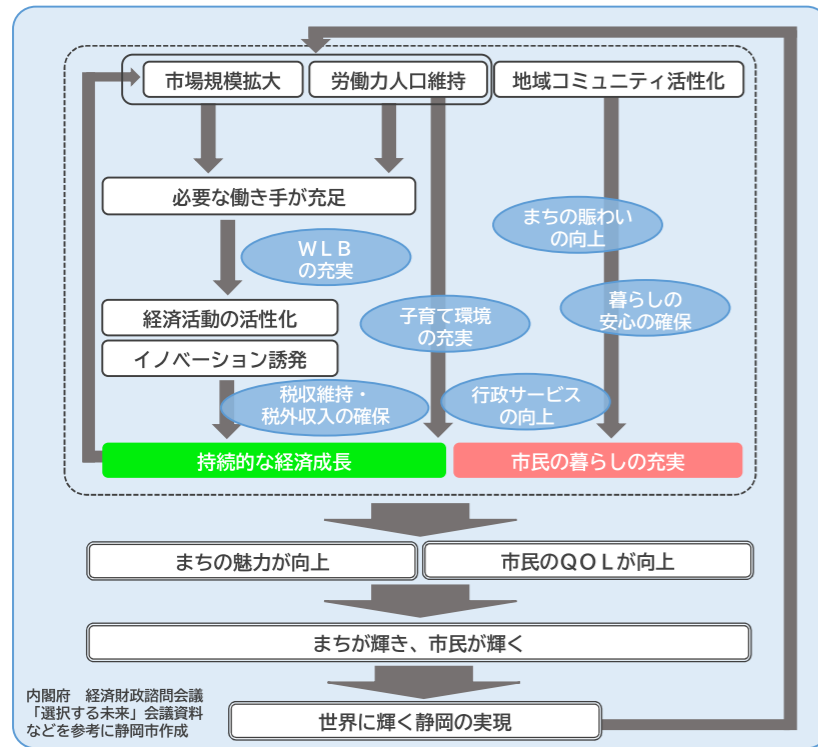 市場規模拡大
労働力人口維持
地域コミュニティ活性化
必要な働き手が充足
まちの賑わい
の向上
ＷＬＢ
の充実
暮らしの
安心の確保
経済活動の活性化
子育て環境
の充実
イノベーション誘発
税収維持・
税外収入の確保
行政サービス
の向上
持続的な経済成長
市民の暮らしの充実
まちの魅力が向上
市民のＱＯＬが向上
まちが輝き、市民が輝く
内閣府　経済財政諮問会議
「選択する未来」会議資料
などを参考に静岡市作成
世界に輝く静岡の実現